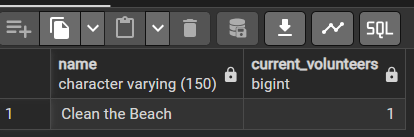 SQL
name current_volunteers
character varying (150) bigint
1 Clean the Beach 1